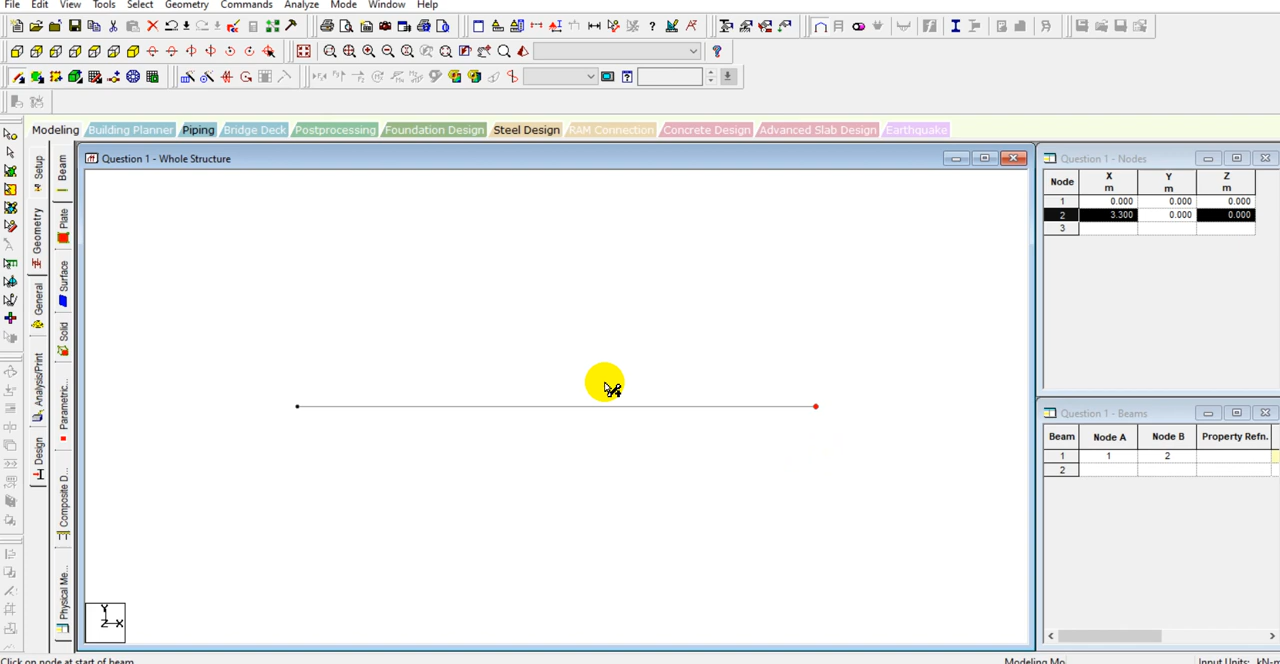 File Edit View Tools Select Geometry Commands Analyze Mode Window Help
Modeling Building Planner Piping Bridge Deck Postprocessing Foundation Design Steel Design RAM Connection Concrete Design Advanced Slab Design Earthquake
Setup
Geometry
General
Analysis/Print
Design
Beam
Plate
Surface
Solid
Parametric...
Composite D...
Physical Me...
Question 1 - Whole Structure
Y
Z X
Question 1 - Nodes
Node X m Y m Z m
1 0.000 0.000 0.000
2 3.300 0.000 0.000
3
Question 1 - Beams
Beam Node A Node B Property Refn.
1 1 2
2
Click on node at start of beam
Modeling Mo
Input Units: kN-m